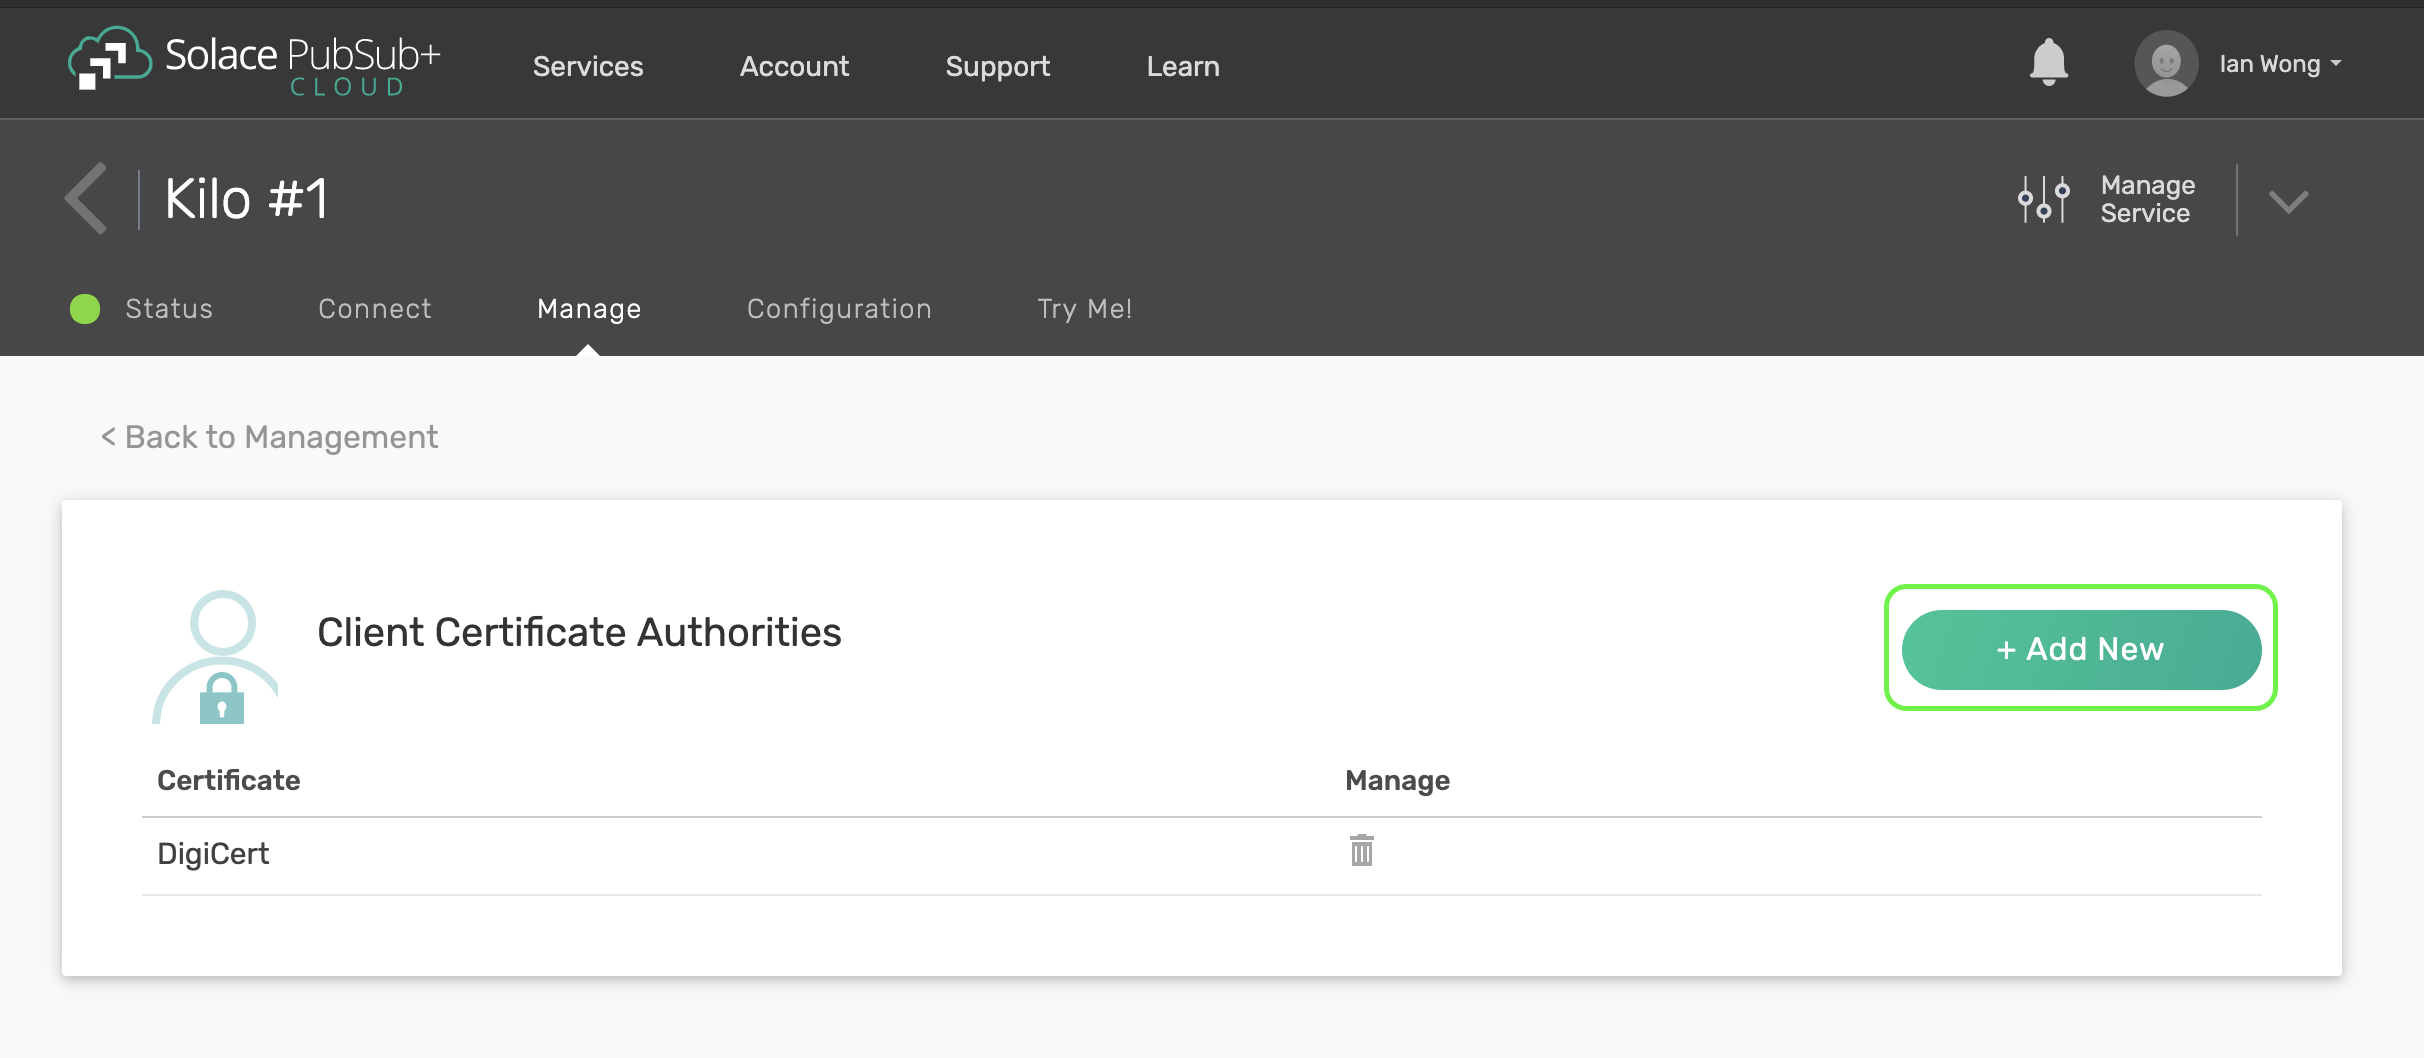 Solace PubSub+
CLOUD
Services
Account
Support
Learn
Ian Wong
Kilo #1
Manage
Service
Status
Connect
Manage
Configuration
Try Me!
< Back to Management
Client Certificate Authorities
+ Add New
Certificate
Manage
DigiCert